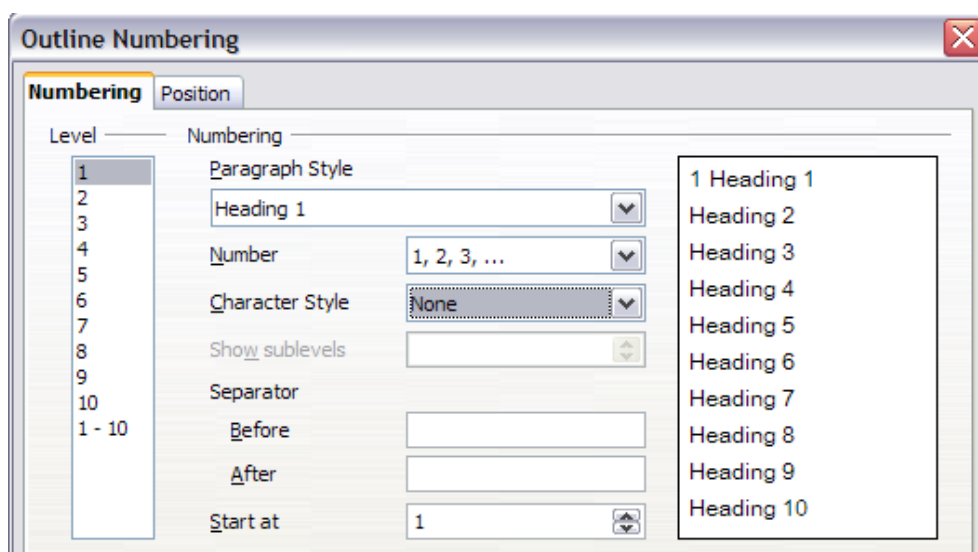 Outline Numbering
Numbering Position
Level Numbering
1
2
3
4
5
6
7
8
9
10
1 - 10
Paragraph Style
Heading 1
Number 1, 2, 3, ...
Character Style None
Show sublevels
Separator
Before
After
Start at 1
1 Heading 1
Heading 2
Heading 3
Heading 4
Heading 5
Heading 6
Heading 7
Heading 8
Heading 9
Heading 10